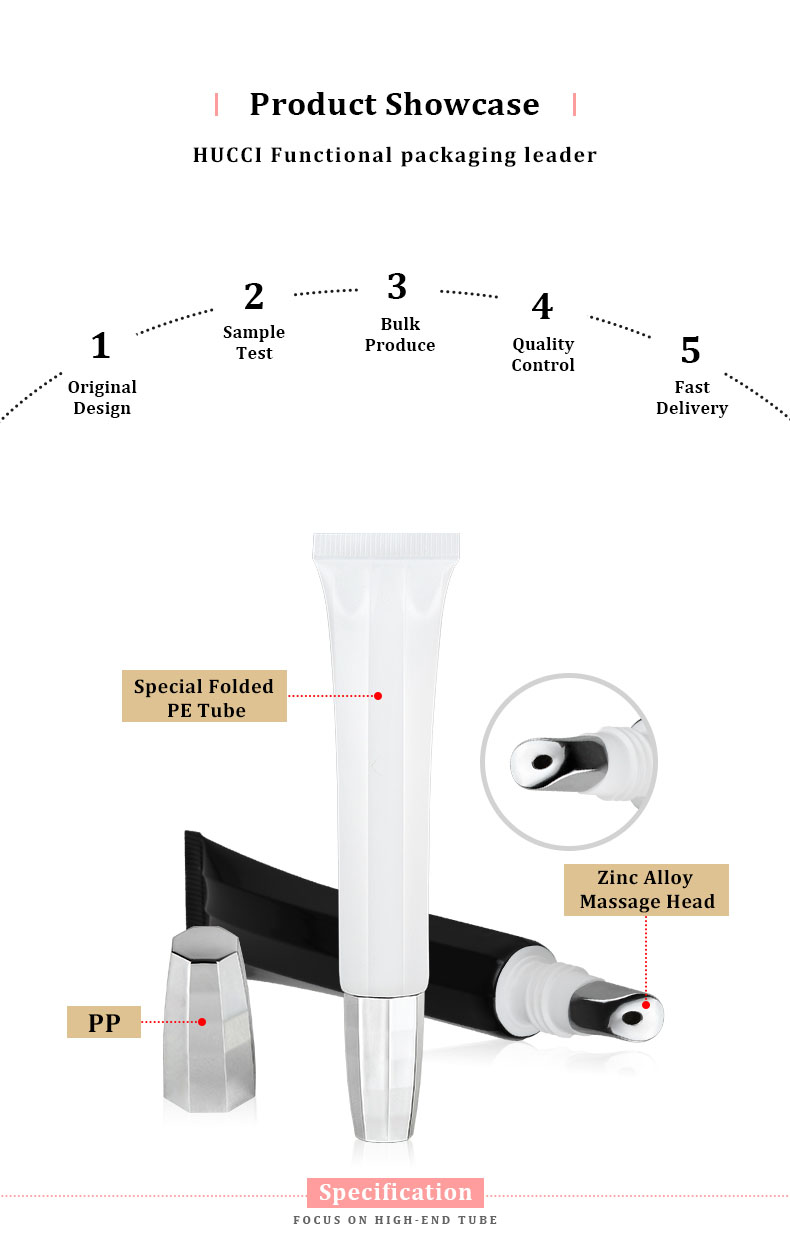 Product Showcase
HUCCI Functional packaging leader
1
Original
Design
2
Sample
Test
3
Bulk
Produce
4
Quality
Control
5
Fast
Delivery
Special Folded
PE Tube
Zinc Alloy
Massage Head
PP
Specification
FOCUS ON HIGH-END TUBE